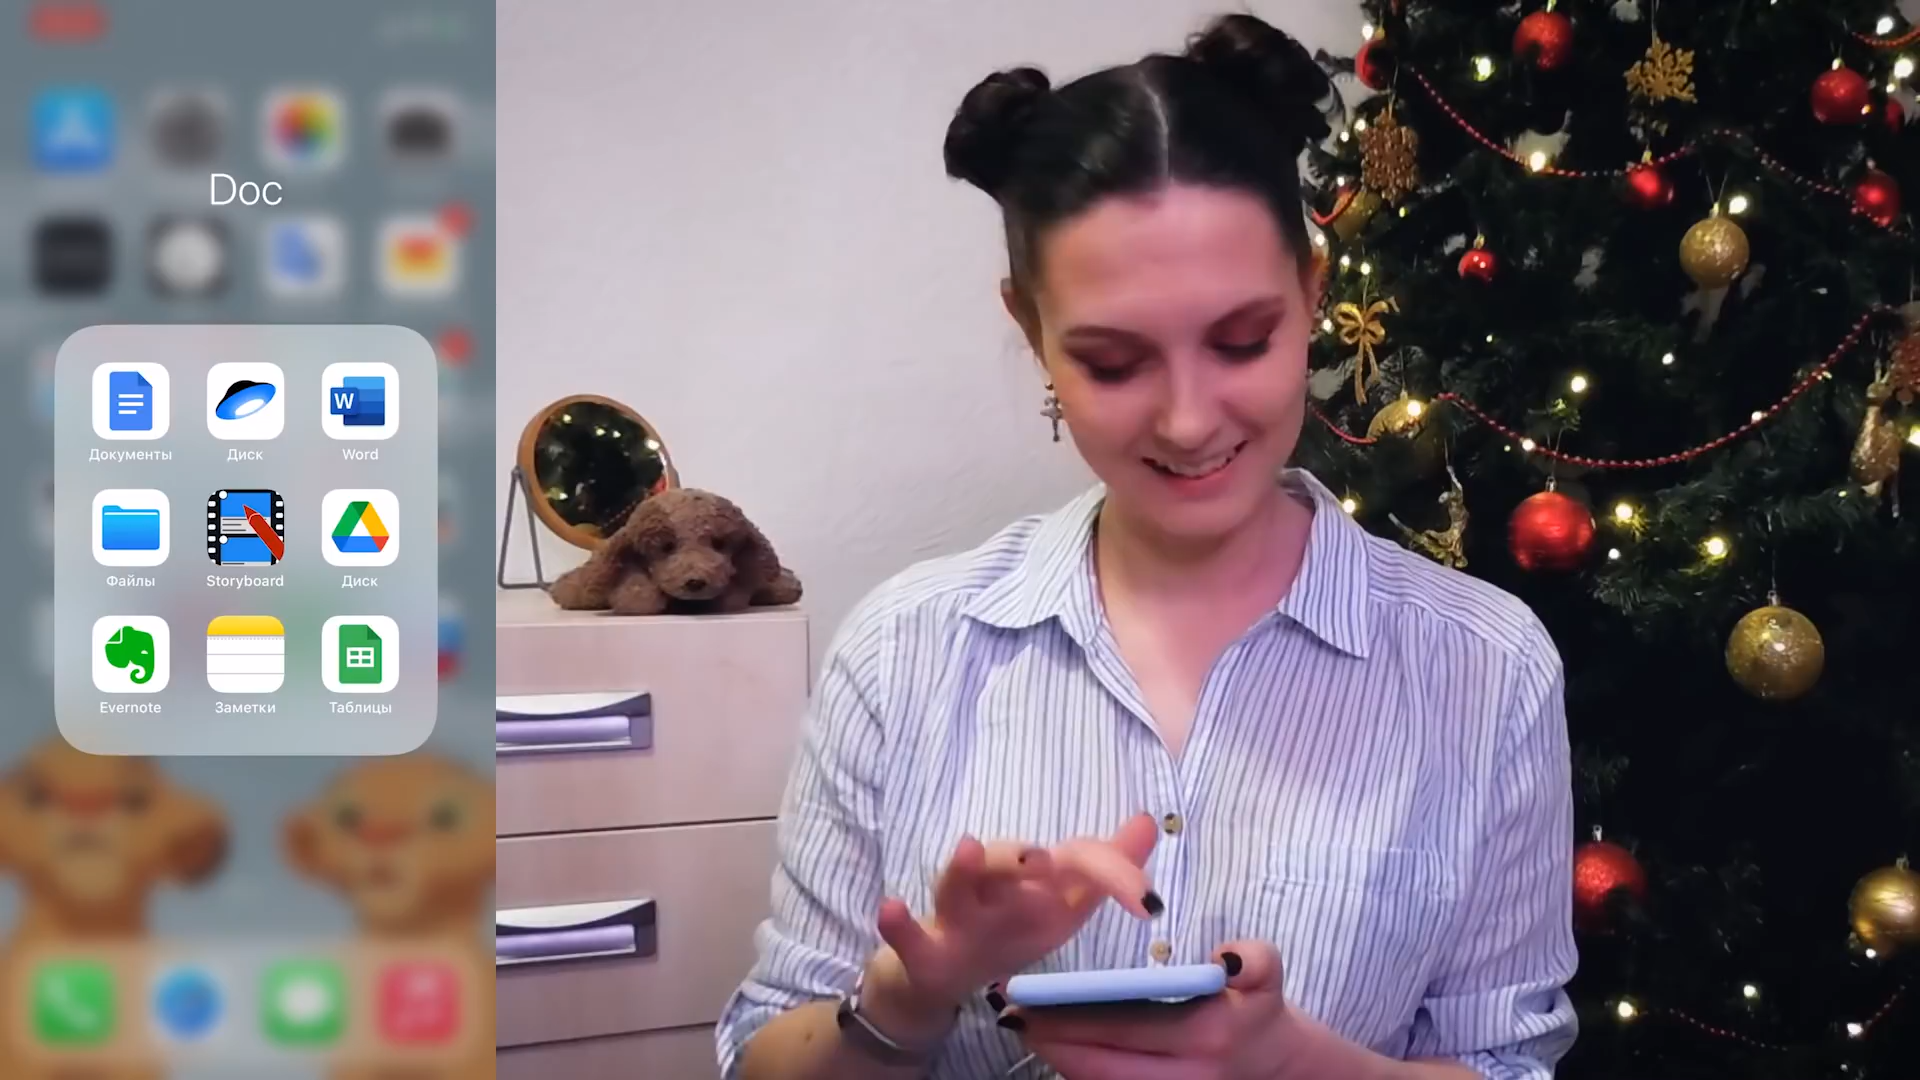 Doc
Документы
Диск
Word
W
Файлы
Storyboard
Диск
Evernote
Заметки
Таблицы